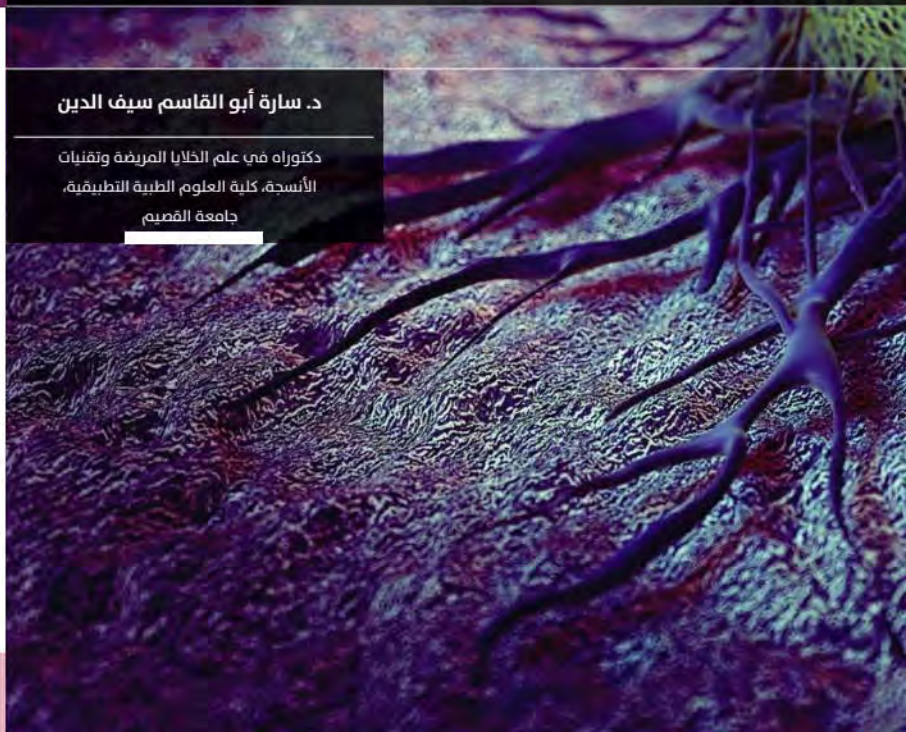 د. سارة أبو القاسم سيف الدين
دكتوراه في علم الخلايا المريضة وتقنيات
الأنسجة، كلية العلوم الطبية التطبيقية،
جامعة القصيم